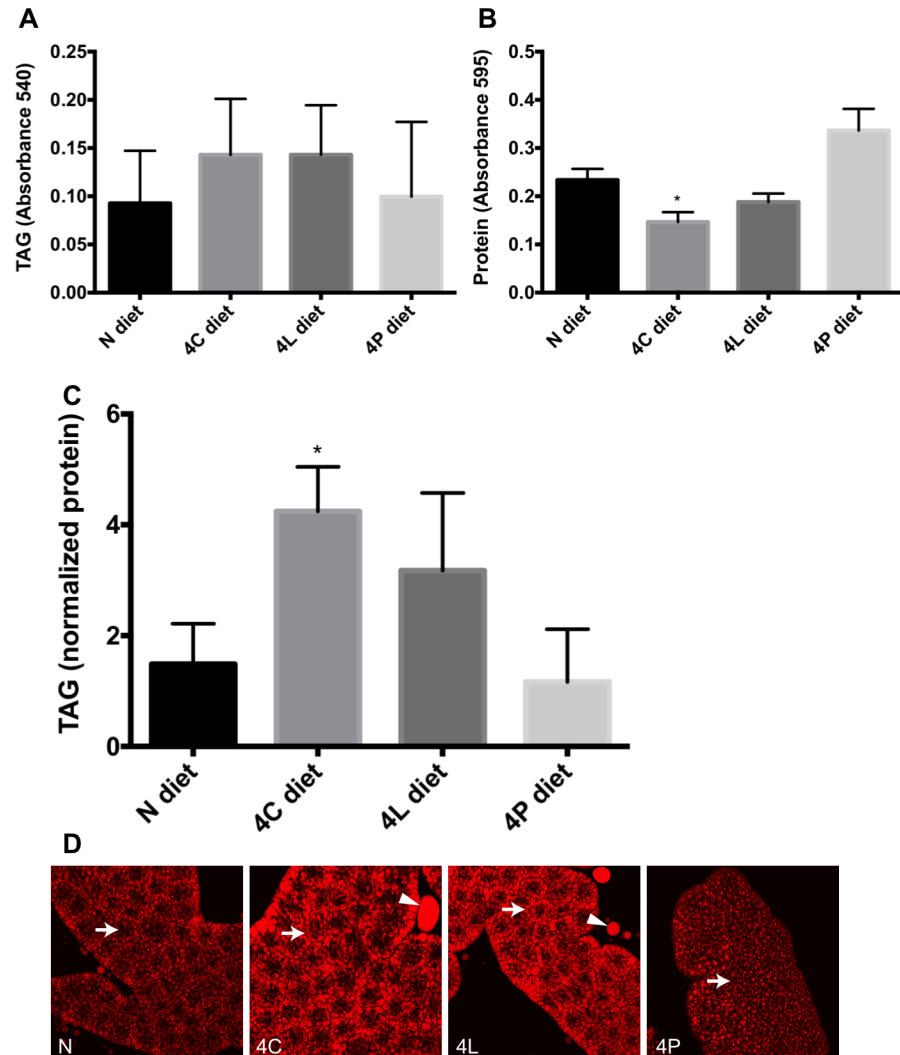 A
TAG (Absorbance 540)
0.25
0.20
0.15
0.10
0.05
0.00
N diet
4C diet
4L diet
4P diet
B
Protein (Absorbance 595)
0.5
0.4
0.3
0.2
0.1
0.0
*
N diet
4C diet
4L diet
4P diet
C
TAG (normalized protein)
6
4
2
0
*
N diet
4C diet
4L diet
4P diet
D
N
4C
4L
4P